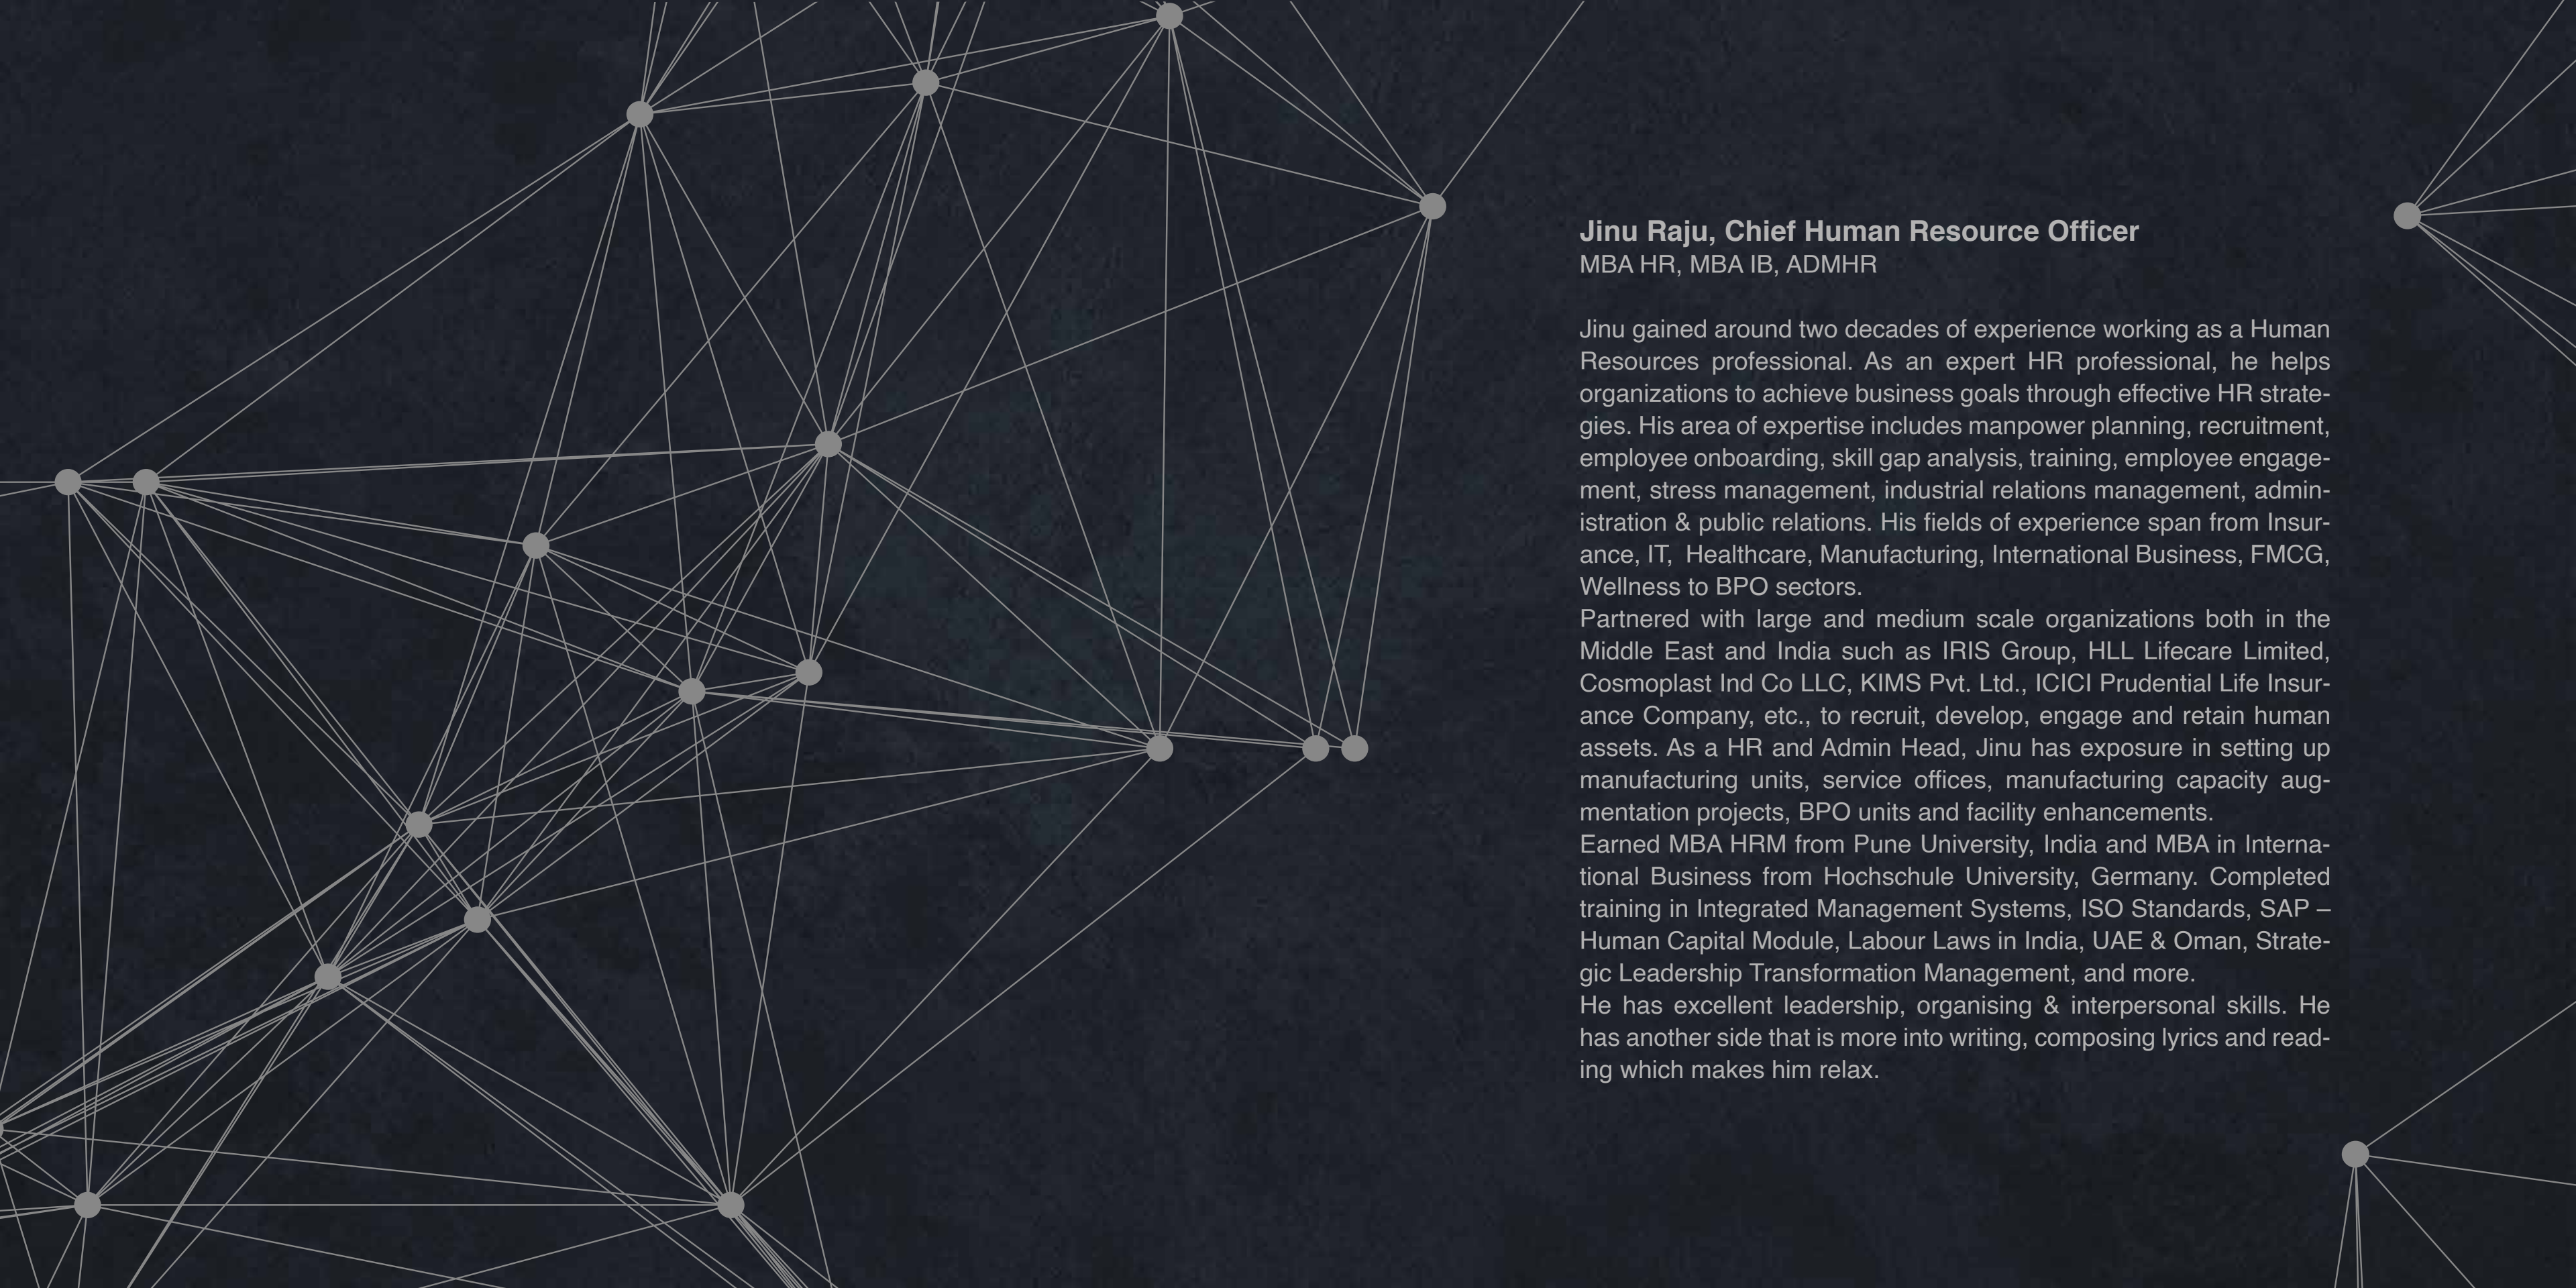 Jinu Raju, Chief Human Resource Officer
MBA HR, MBA IB, ADMHR
Jinu gained around two decades of experience working as a Human
Resources professional. As an expert HR professional, he helps
organizations to achieve business goals through effective HR strate-
gies. His area of expertise includes manpower planning, recruitment,
employee onboarding, skill gap analysis, training, employee engage-
ment, stress management, industrial relations management, admin-
istration & public relations. His fields of experience span from Insur-
ance, IT, Healthcare, Manufacturing, International Business, FMCG,
Wellness to BPO sectors.
Partnered with large and medium scale organizations both in the
Middle East and India such as IRIS Group, HLL Lifecare Limited,
Cosmoplast Ind Co LLC, KIMS Pvt. Ltd., ICICI Prudential Life Insur-
ance Company, etc., to recruit, develop, engage and retain human
assets. As a HR and Admin Head, Jinu has exposure in setting up
manufacturing units, service offices, manufacturing capacity aug-
mentation projects, BPO units and facility enhancements.
Earned MBA HRM from Pune University, India and MBA in Interna-
tional Business from Hochschule University, Germany. Completed
training in Integrated Management Systems, ISO Standards, SAP –
Human Capital Module, Labour Laws in India, UAE & Oman, Strate-
gic Leadership Transformation Management, and more.
He has excellent leadership, organising & interpersonal skills. He
has another side that is more into writing, composing lyrics and read-
ing which makes him relax.